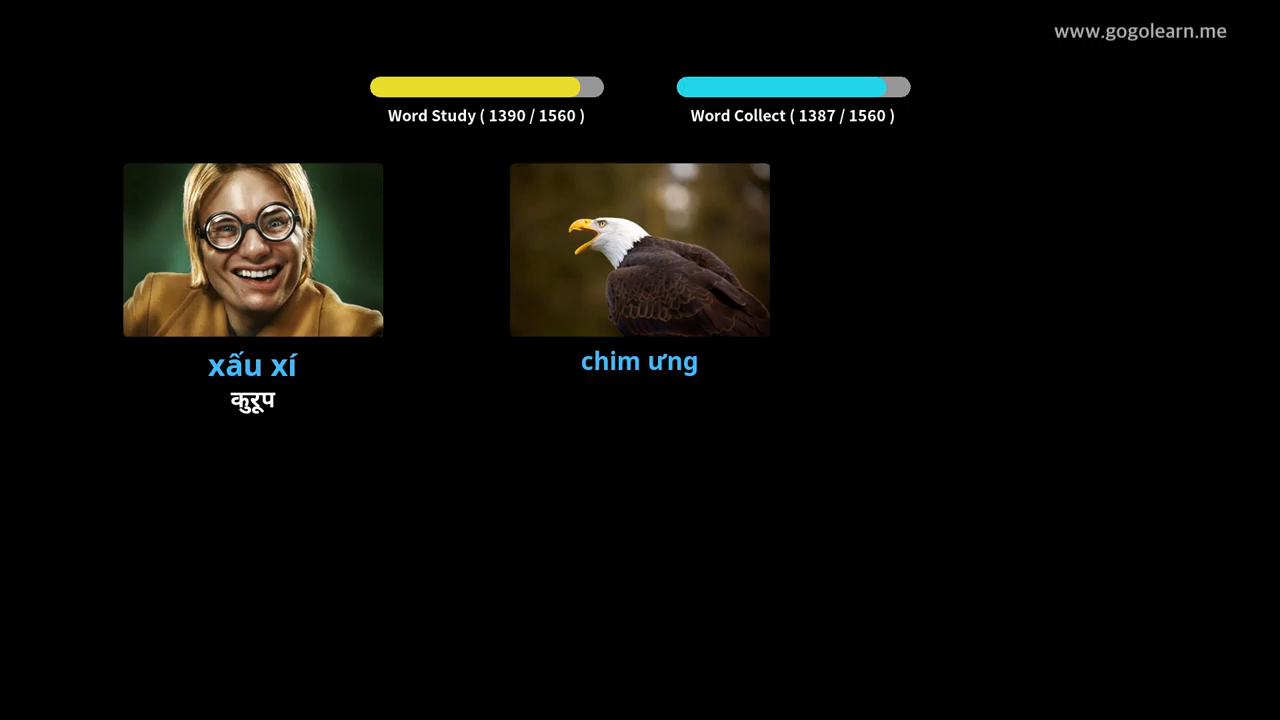 www.gogolearn.me
Word Study ( 1390 / 1560 )
Word Collect ( 1387 / 1560 )
xấu xí
कुरूप
chim ưng